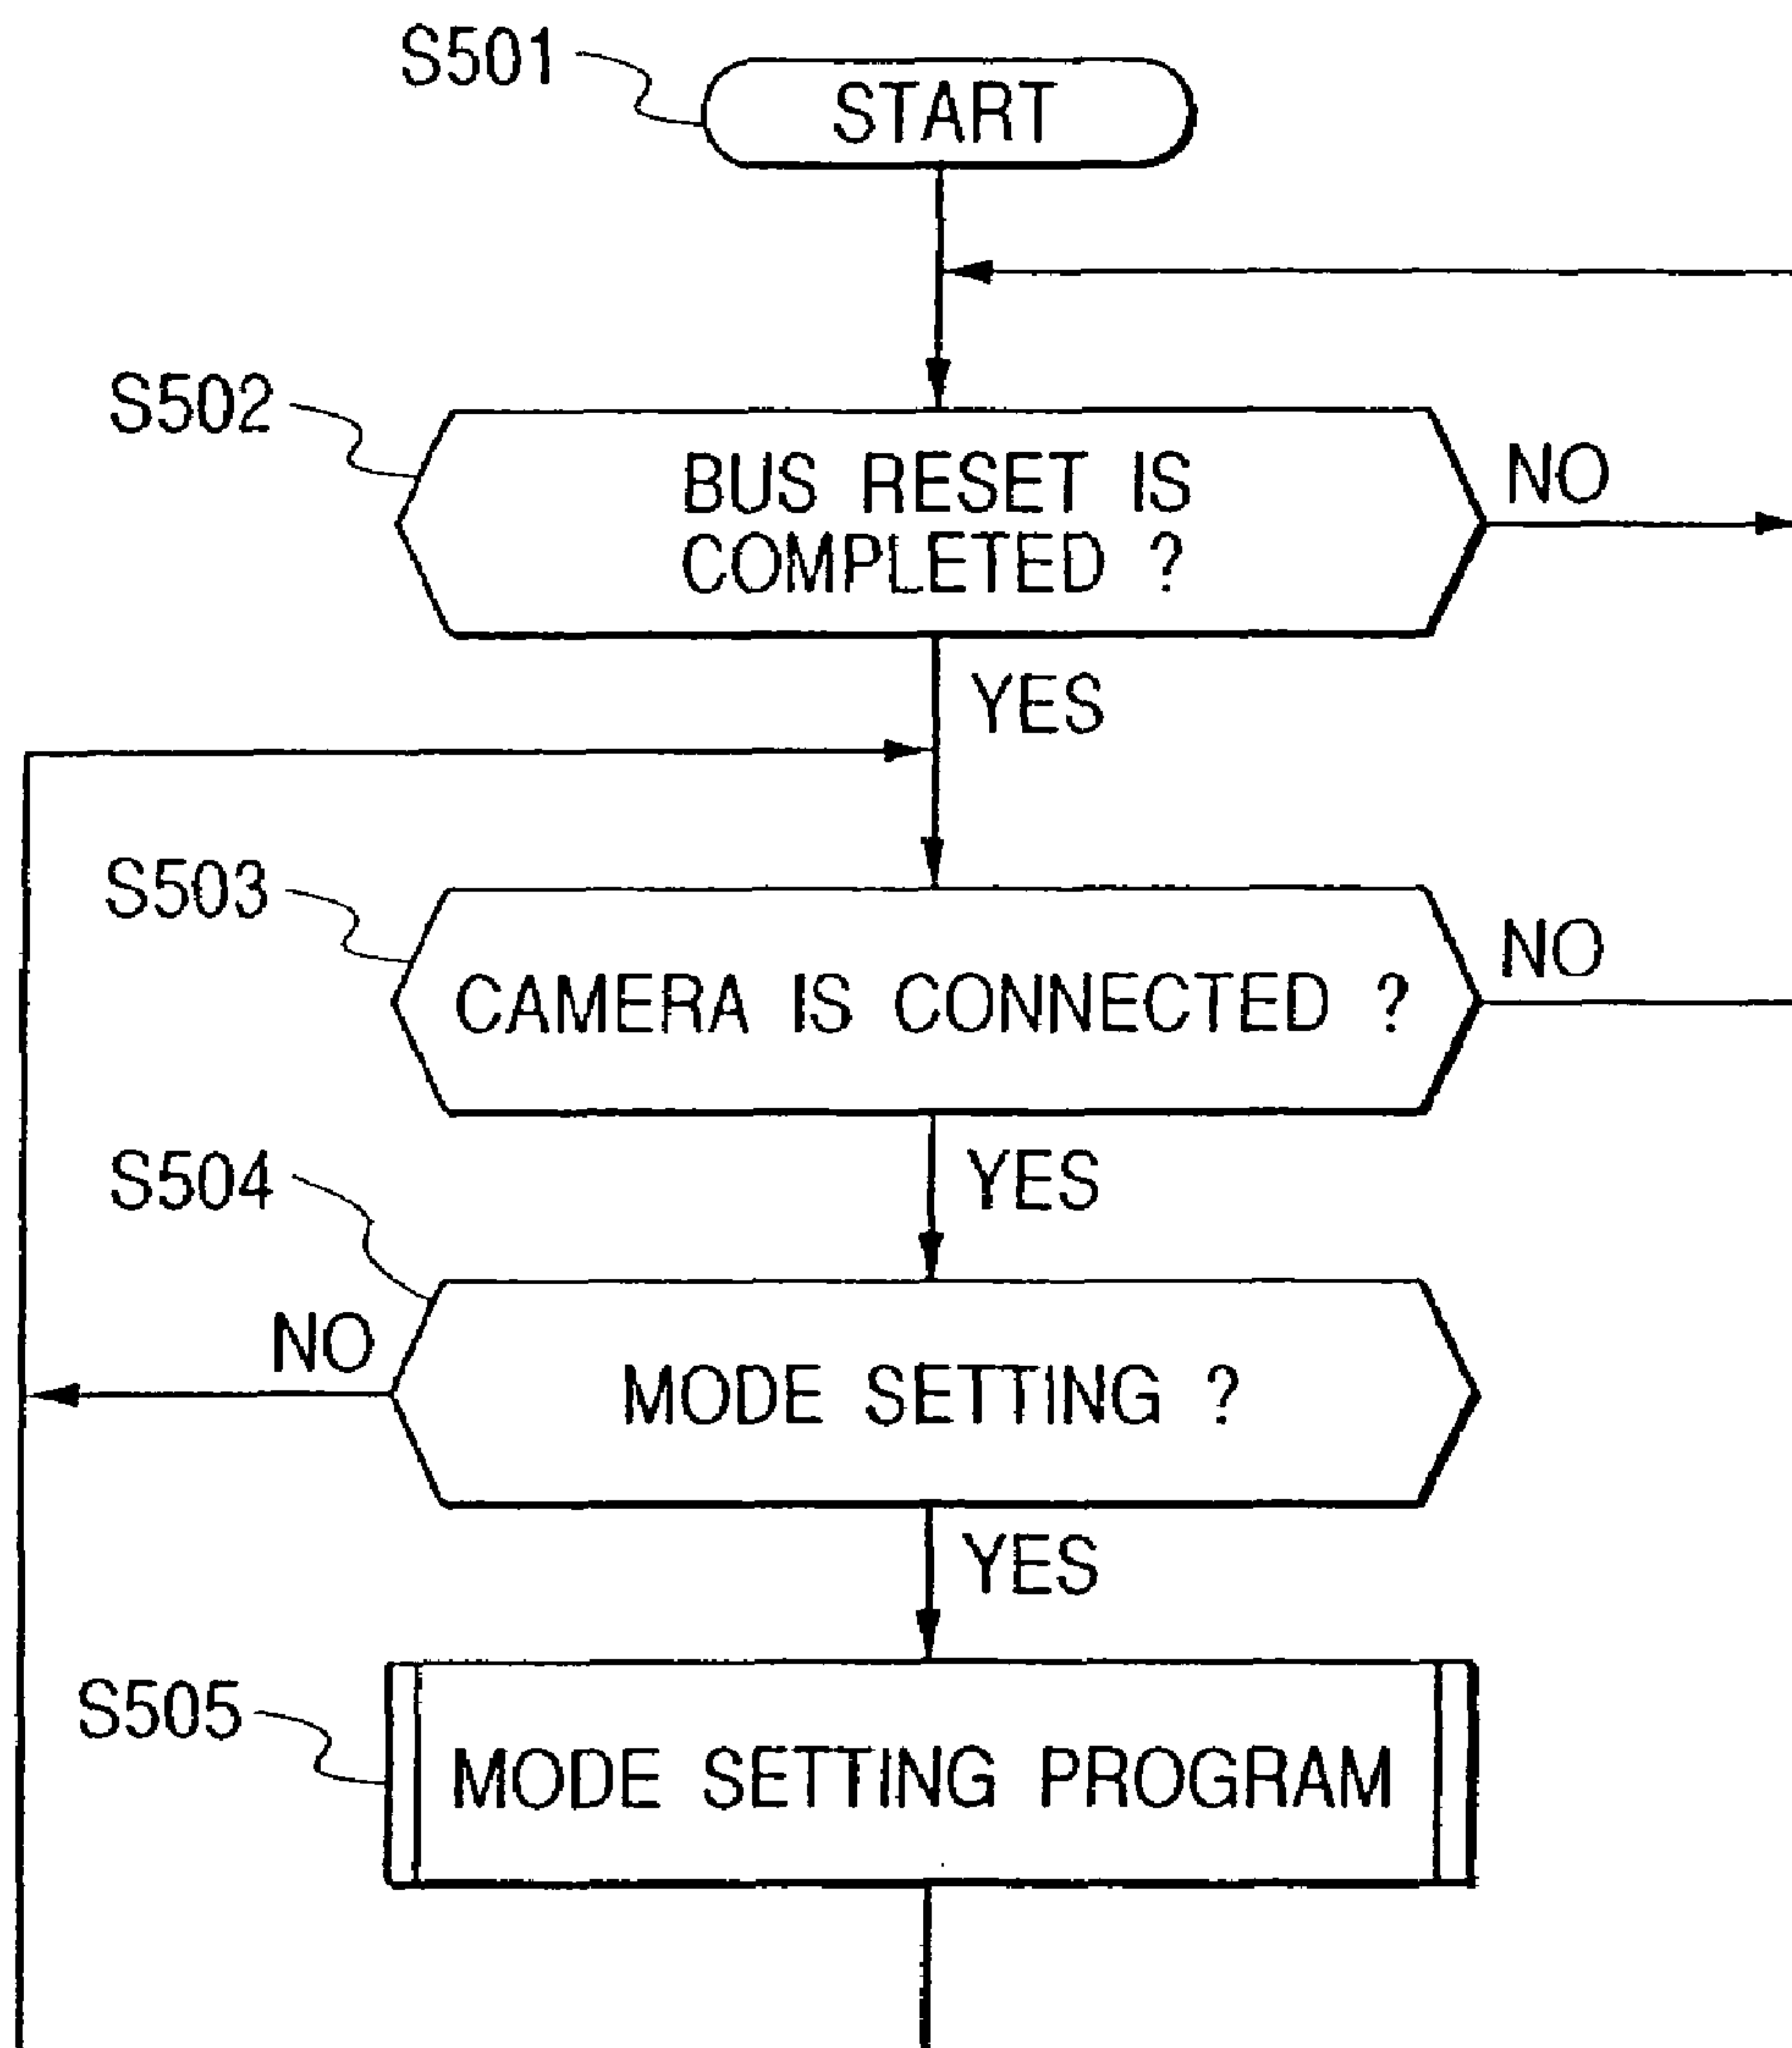 S501
START
S502
BUS RESET IS
COMPLETED ?
NO
YES
S503
CAMERA IS CONNECTED ?
NO
YES
S504
NO
MODE SETTING ?
YES
S505
MODE SETTING PROGRAM